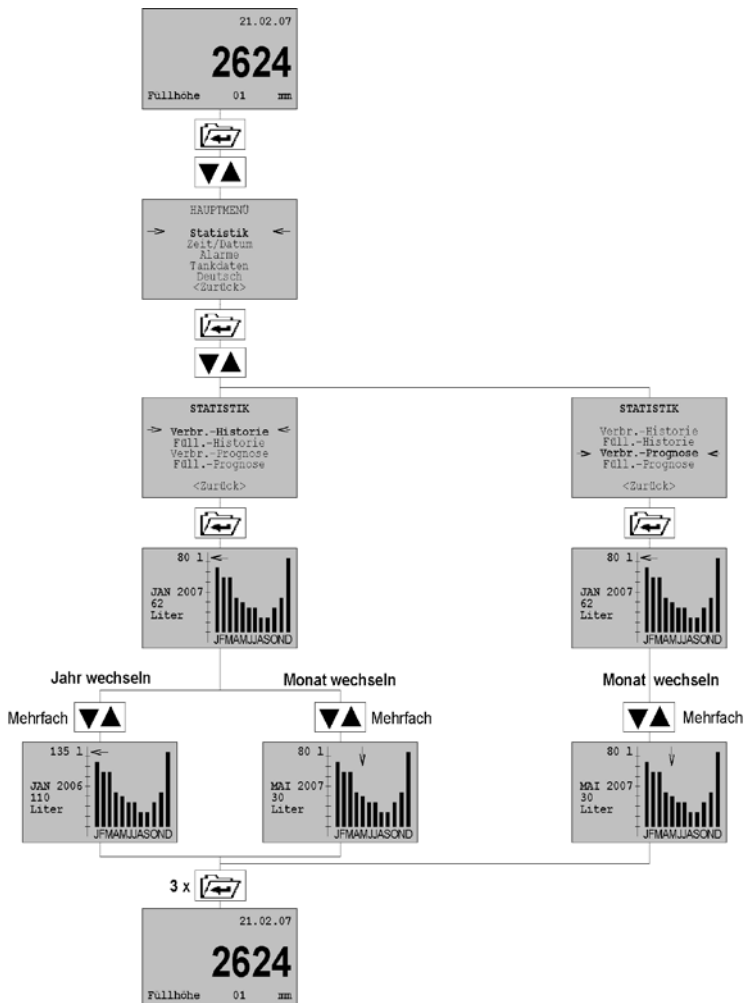 21.02.07
2624
Füllhöhe 01 mm
HAUPTMENÜ
Statistik
Zeit/Datum
Alarme
Tankdaten
Deutsch
<Zurück>
STATISTIK
Verbr.-Historie
Füll.-Historie
Verbr.-Prognose
Füll.-Prognose
<Zurück>
STATISTIK
Verbr.-Historie
Füll.-Historie
Verbr.-Prognose
Füll.-Prognose
<Zurück>
80 l
JAN 2007
62
Liter
JFMAMJJASOND
80 l
JAN 2007
62
Liter
JFMAMJJASOND
Jahr wechseln
Monat wechseln
Monat wechseln
Mehrfach
Mehrfach
Mehrfach
135 l
JAN 2006
110
Liter
JFMAMJJASOND
80 l
MAI 2007
30
Liter
JFMAMJJASOND
80 l
MAI 2007
30
Liter
JFMAMJJASOND
3 x
21.02.07
2624
Füllhöhe 01 mm